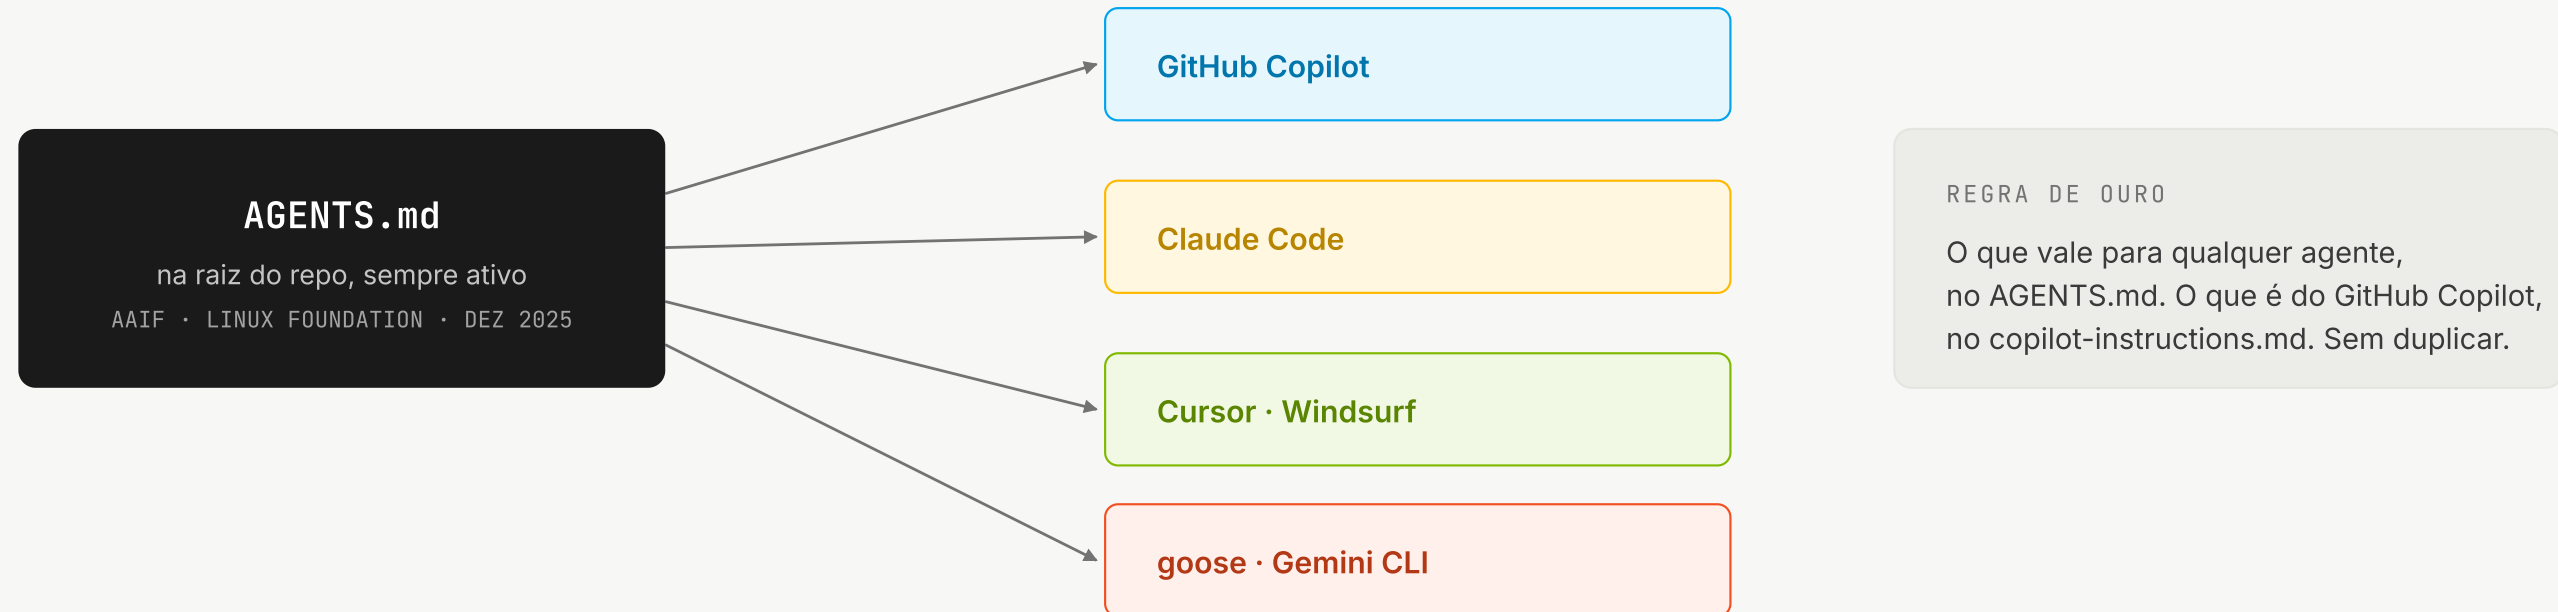 AGENTS.md
na raiz do repo, sempre ativo
AAIF · LINUX FOUNDATION · DEZ 2025
GitHub Copilot
Claude Code
Cursor · Windsurf
goose · Gemini CLI
REGRA DE OURO
O que vale para qualquer agente,
no AGENTS.md. O que é do GitHub Copilot,
no copilot-instructions.md. Sem duplicar.